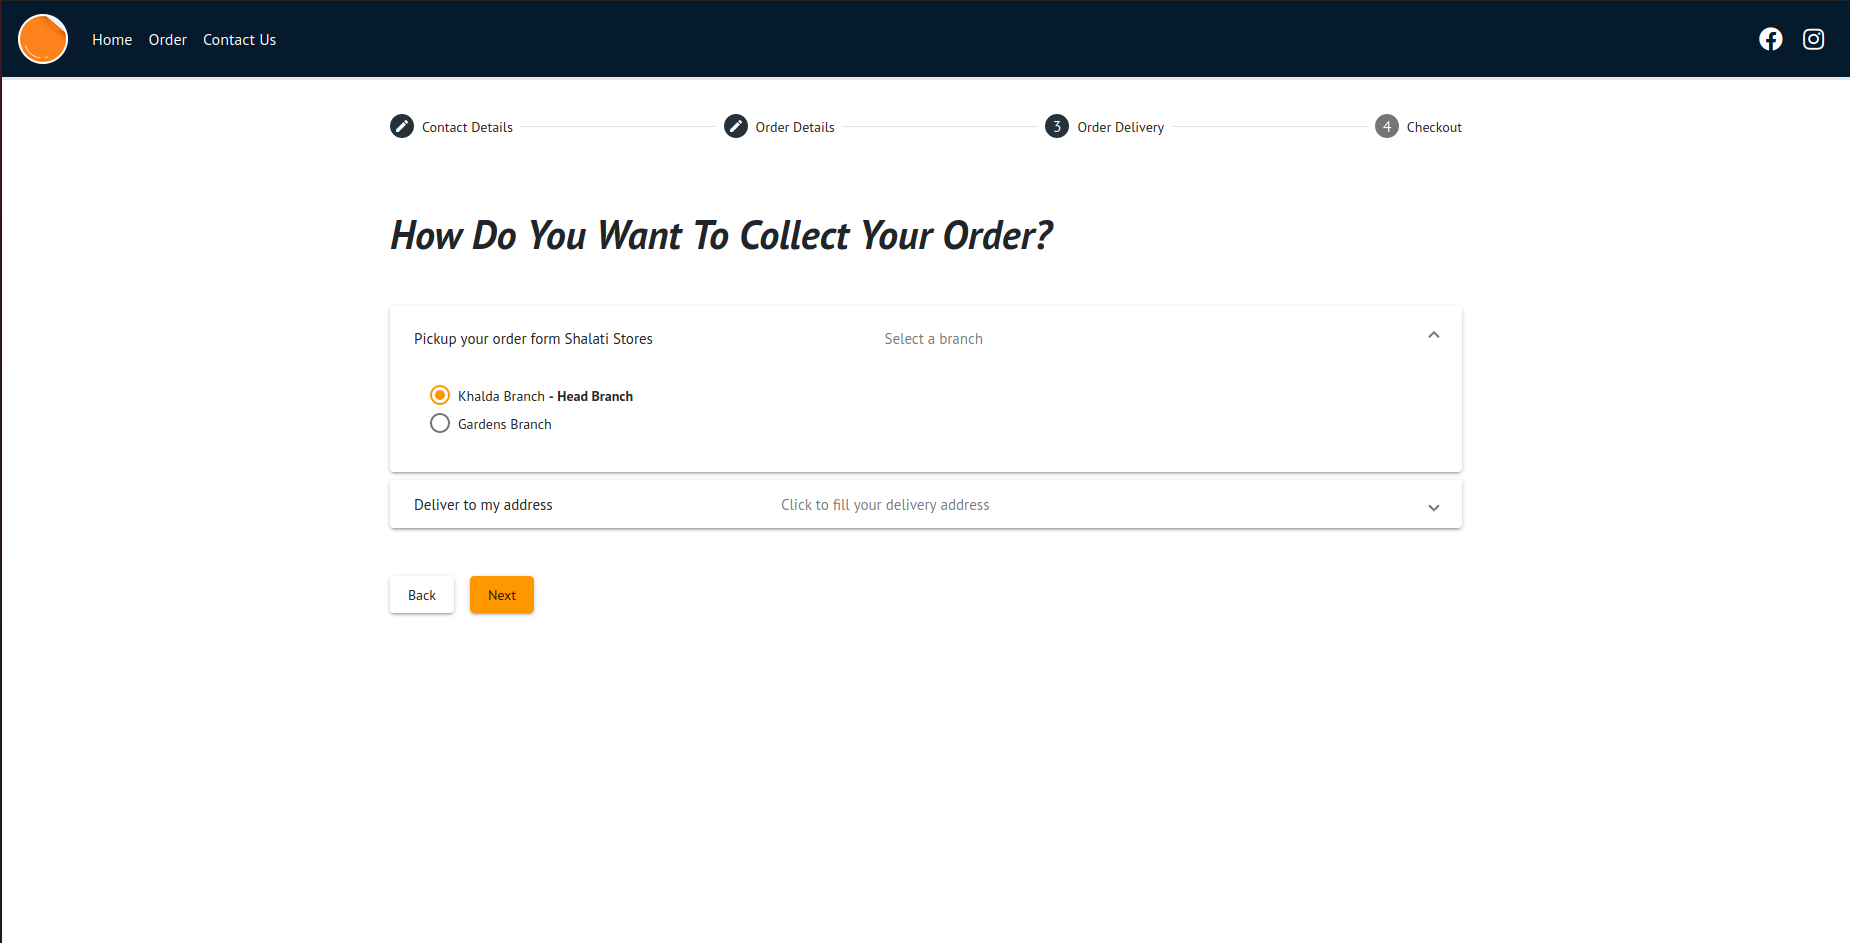 Home Order Contact Us
Contact Details Order Details 3 Order Delivery 4 Checkout
How Do You Want To Collect Your Order?
Pickup your order form Shalati Stores Select a branch
Khalda Branch - Head Branch
Gardens Branch
Deliver to my address Click to fill your delivery address
Back Next